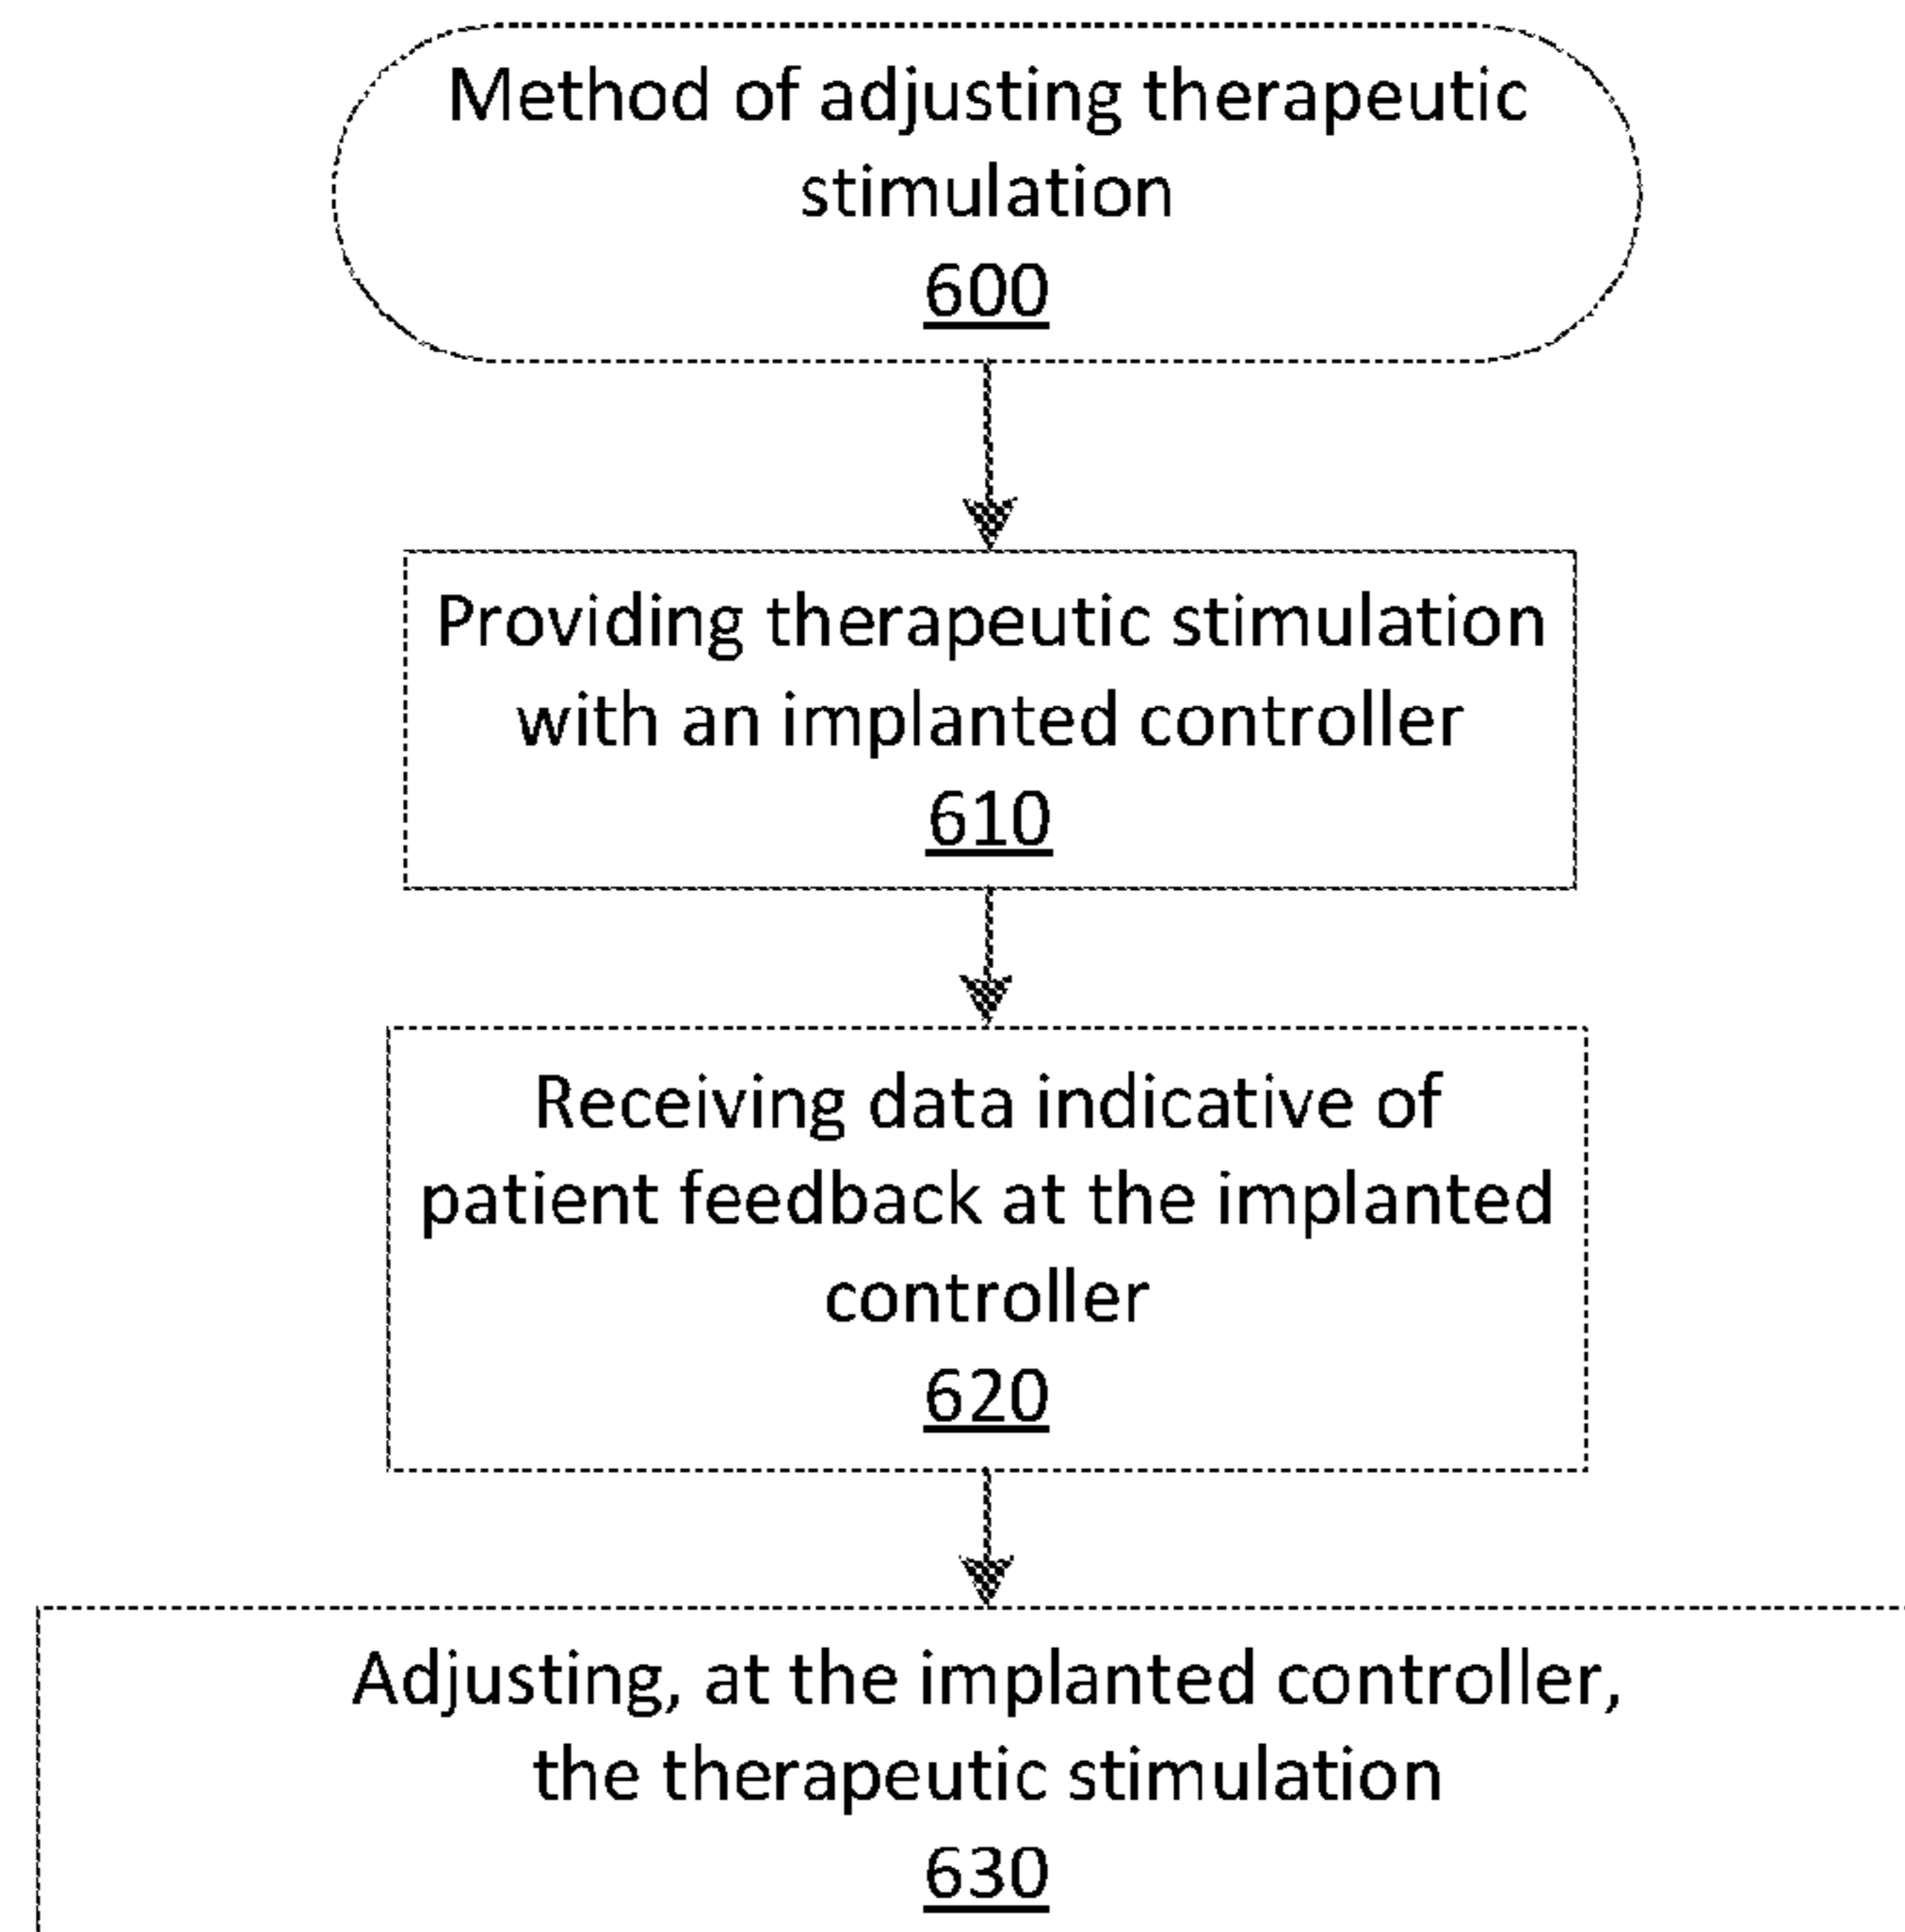 Method of adjusting therapeutic
stimulation
600
Providing therapeutic stimulation
with an implanted controller
610
Receiving data indicative of
patient feedback at the implanted
controller
620
Adjusting, at the implanted controller,
the therapeutic stimulation
630